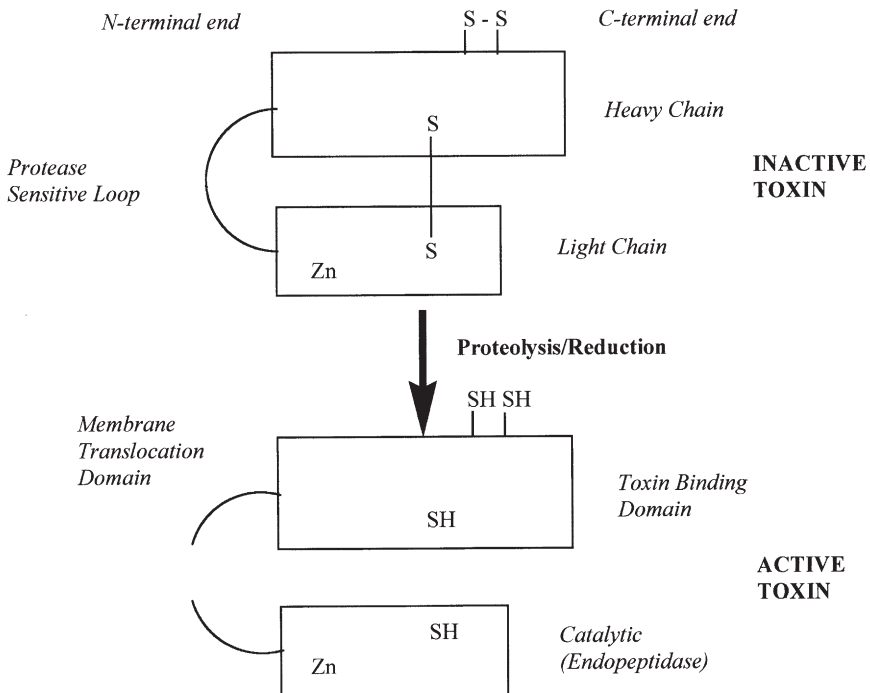 N-terminal end
S - S
C-terminal end
Heavy Chain
S
Protease
Sensitive Loop
INACTIVE
TOXIN
S
Light Chain
Zn
Proteolysis/Reduction
SH SH
Membrane
Translocation
Domain
Toxin Binding
Domain
SH
ACTIVE
TOXIN
SH
Catalytic
(Endopeptidase)
Zn